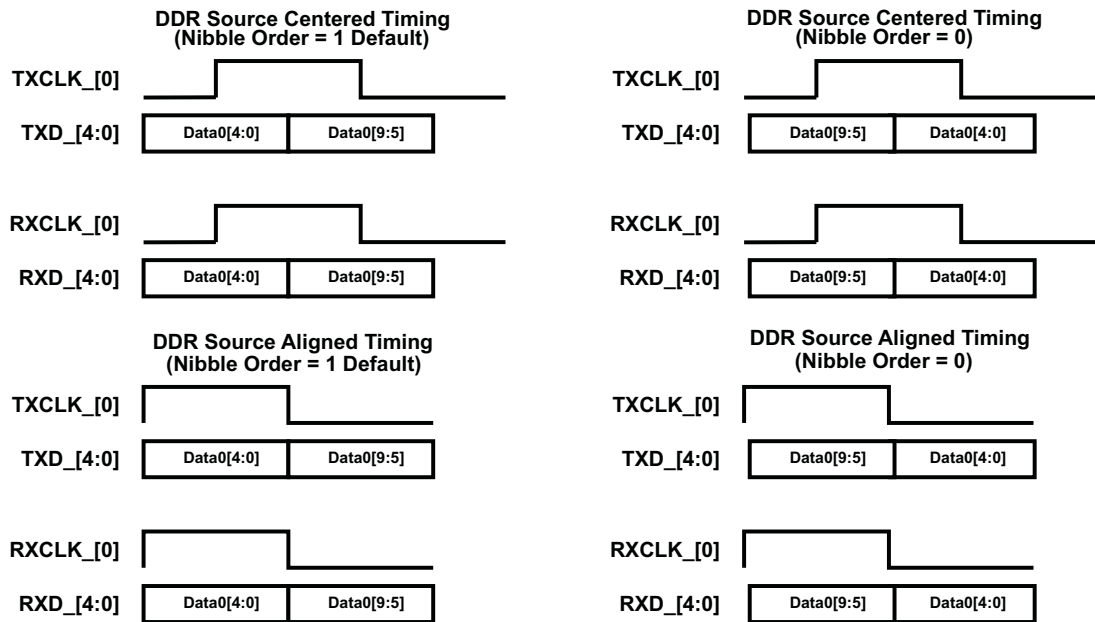 DDR Source Centered Timing
(Nibble Order = 1 Default)
TXCLK_[0]
TXD_[4:0]
Data0[4:0]
Data0[9:5]
RXCLK_[0]
RXD_[4:0]
Data0[4:0]
Data0[9:5]
DDR Source Centered Timing
(Nibble Order = 0)
TXCLK_[0]
TXD_[4:0]
Data0[9:5]
Data0[4:0]
RXCLK_[0]
RXD_[4:0]
Data0[9:5]
Data0[4:0]
DDR Source Aligned Timing
(Nibble Order = 1 Default)
TXCLK_[0]
TXD_[4:0]
Data0[4:0]
Data0[9:5]
RXCLK_[0]
RXD_[4:0]
Data0[4:0]
Data0[9:5]
DDR Source Aligned Timing
(Nibble Order = 0)
TXCLK_[0]
TXD_[4:0]
Data0[9:5]
Data0[4:0]
RXCLK_[0]
RXD_[4:0]
Data0[9:5]
Data0[4:0]